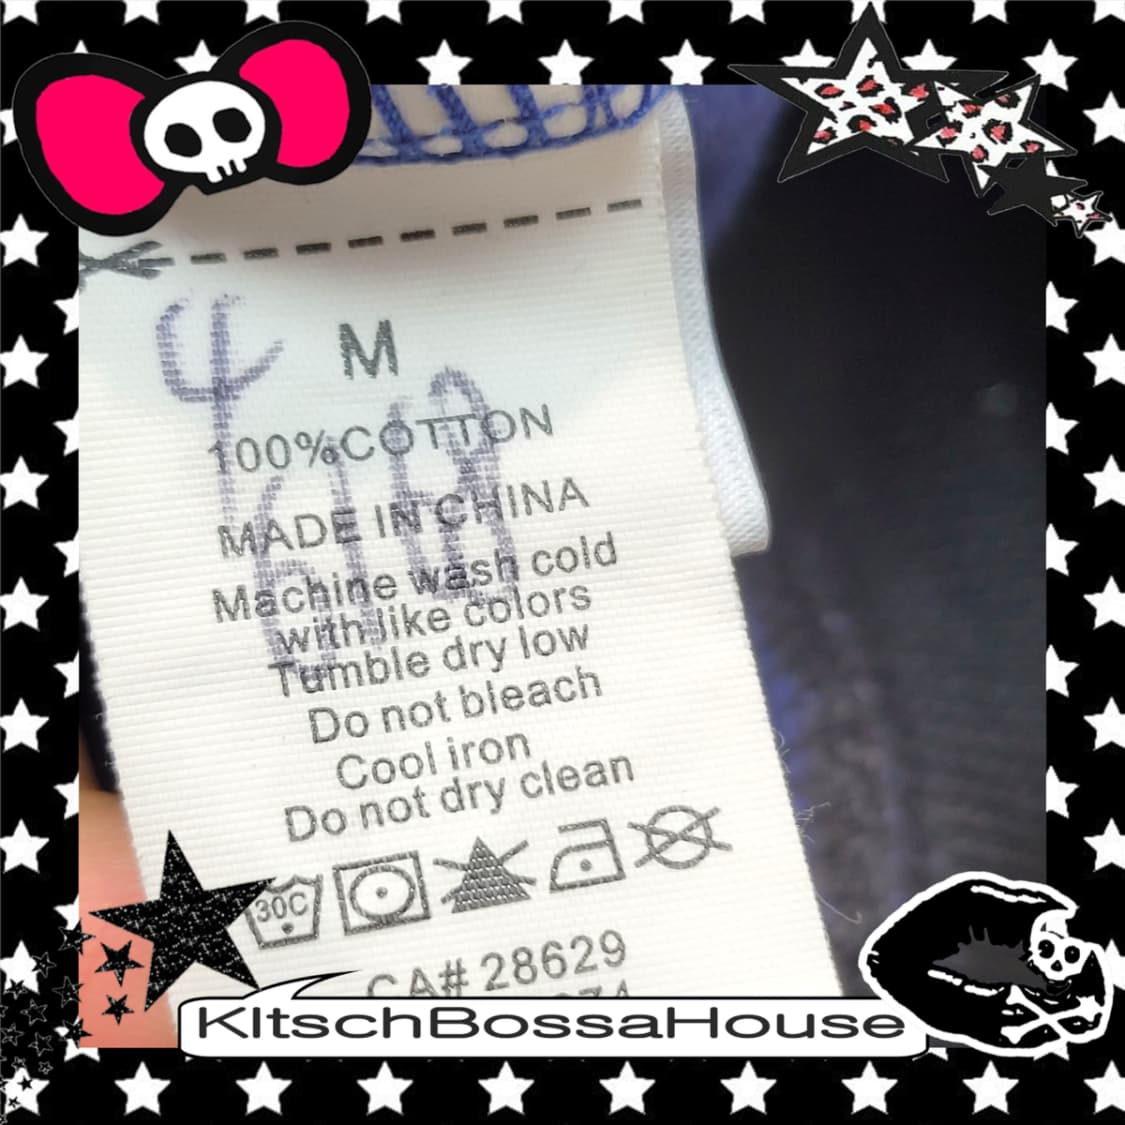 M
100%COTTON
MADE IN CHINA
Machine wash cold
with like colors
Tumble dry low
Do not bleach
Cool iron
Do not dry clean
30C
CA# 28629
KItschBossaHouse